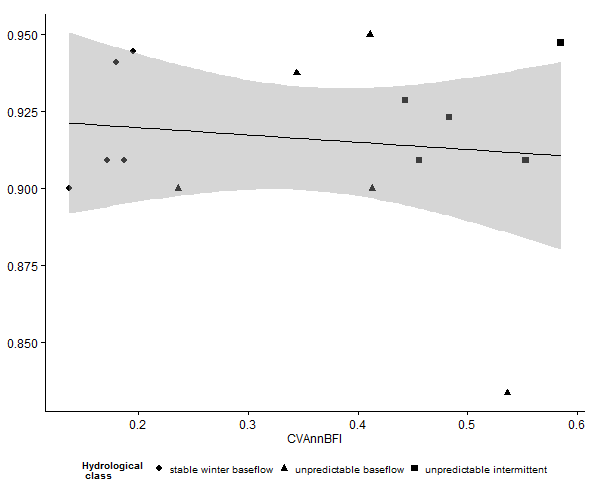 0.950
0.925
0.900
0.875
0.850
0.2 0.3 0.4 0.5 0.6
CVAnnBFI
Hydrological
class
stable winter baseflow unpredictable baseflow unpredictable intermittent